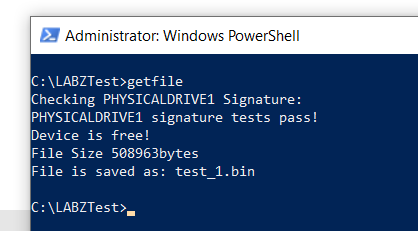 Administrator: Windows PowerShell
C:\LABZTest>getfile
Checking PHYSICALDRIVE1 Signature:
PHYSICALDRIVE1 signature tests pass!
Device is free!
File Size 508963bytes
File is saved as: test_1.bin
C:\LABZTest>